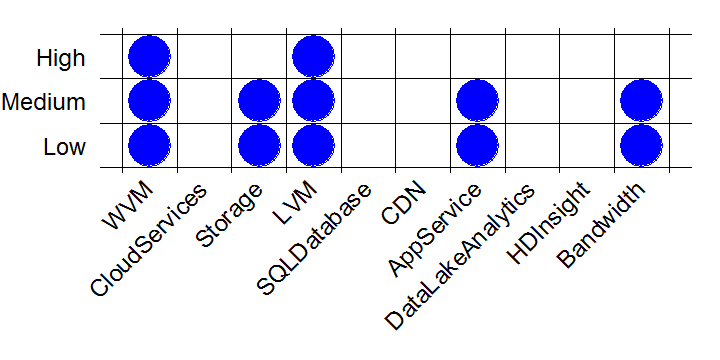 High
Medium
Low
WVM
CloudServices
Storage
LVM
SQLDatabase
CDN
AppService
DataLakeAnalytics
HDInsight
Bandwidth